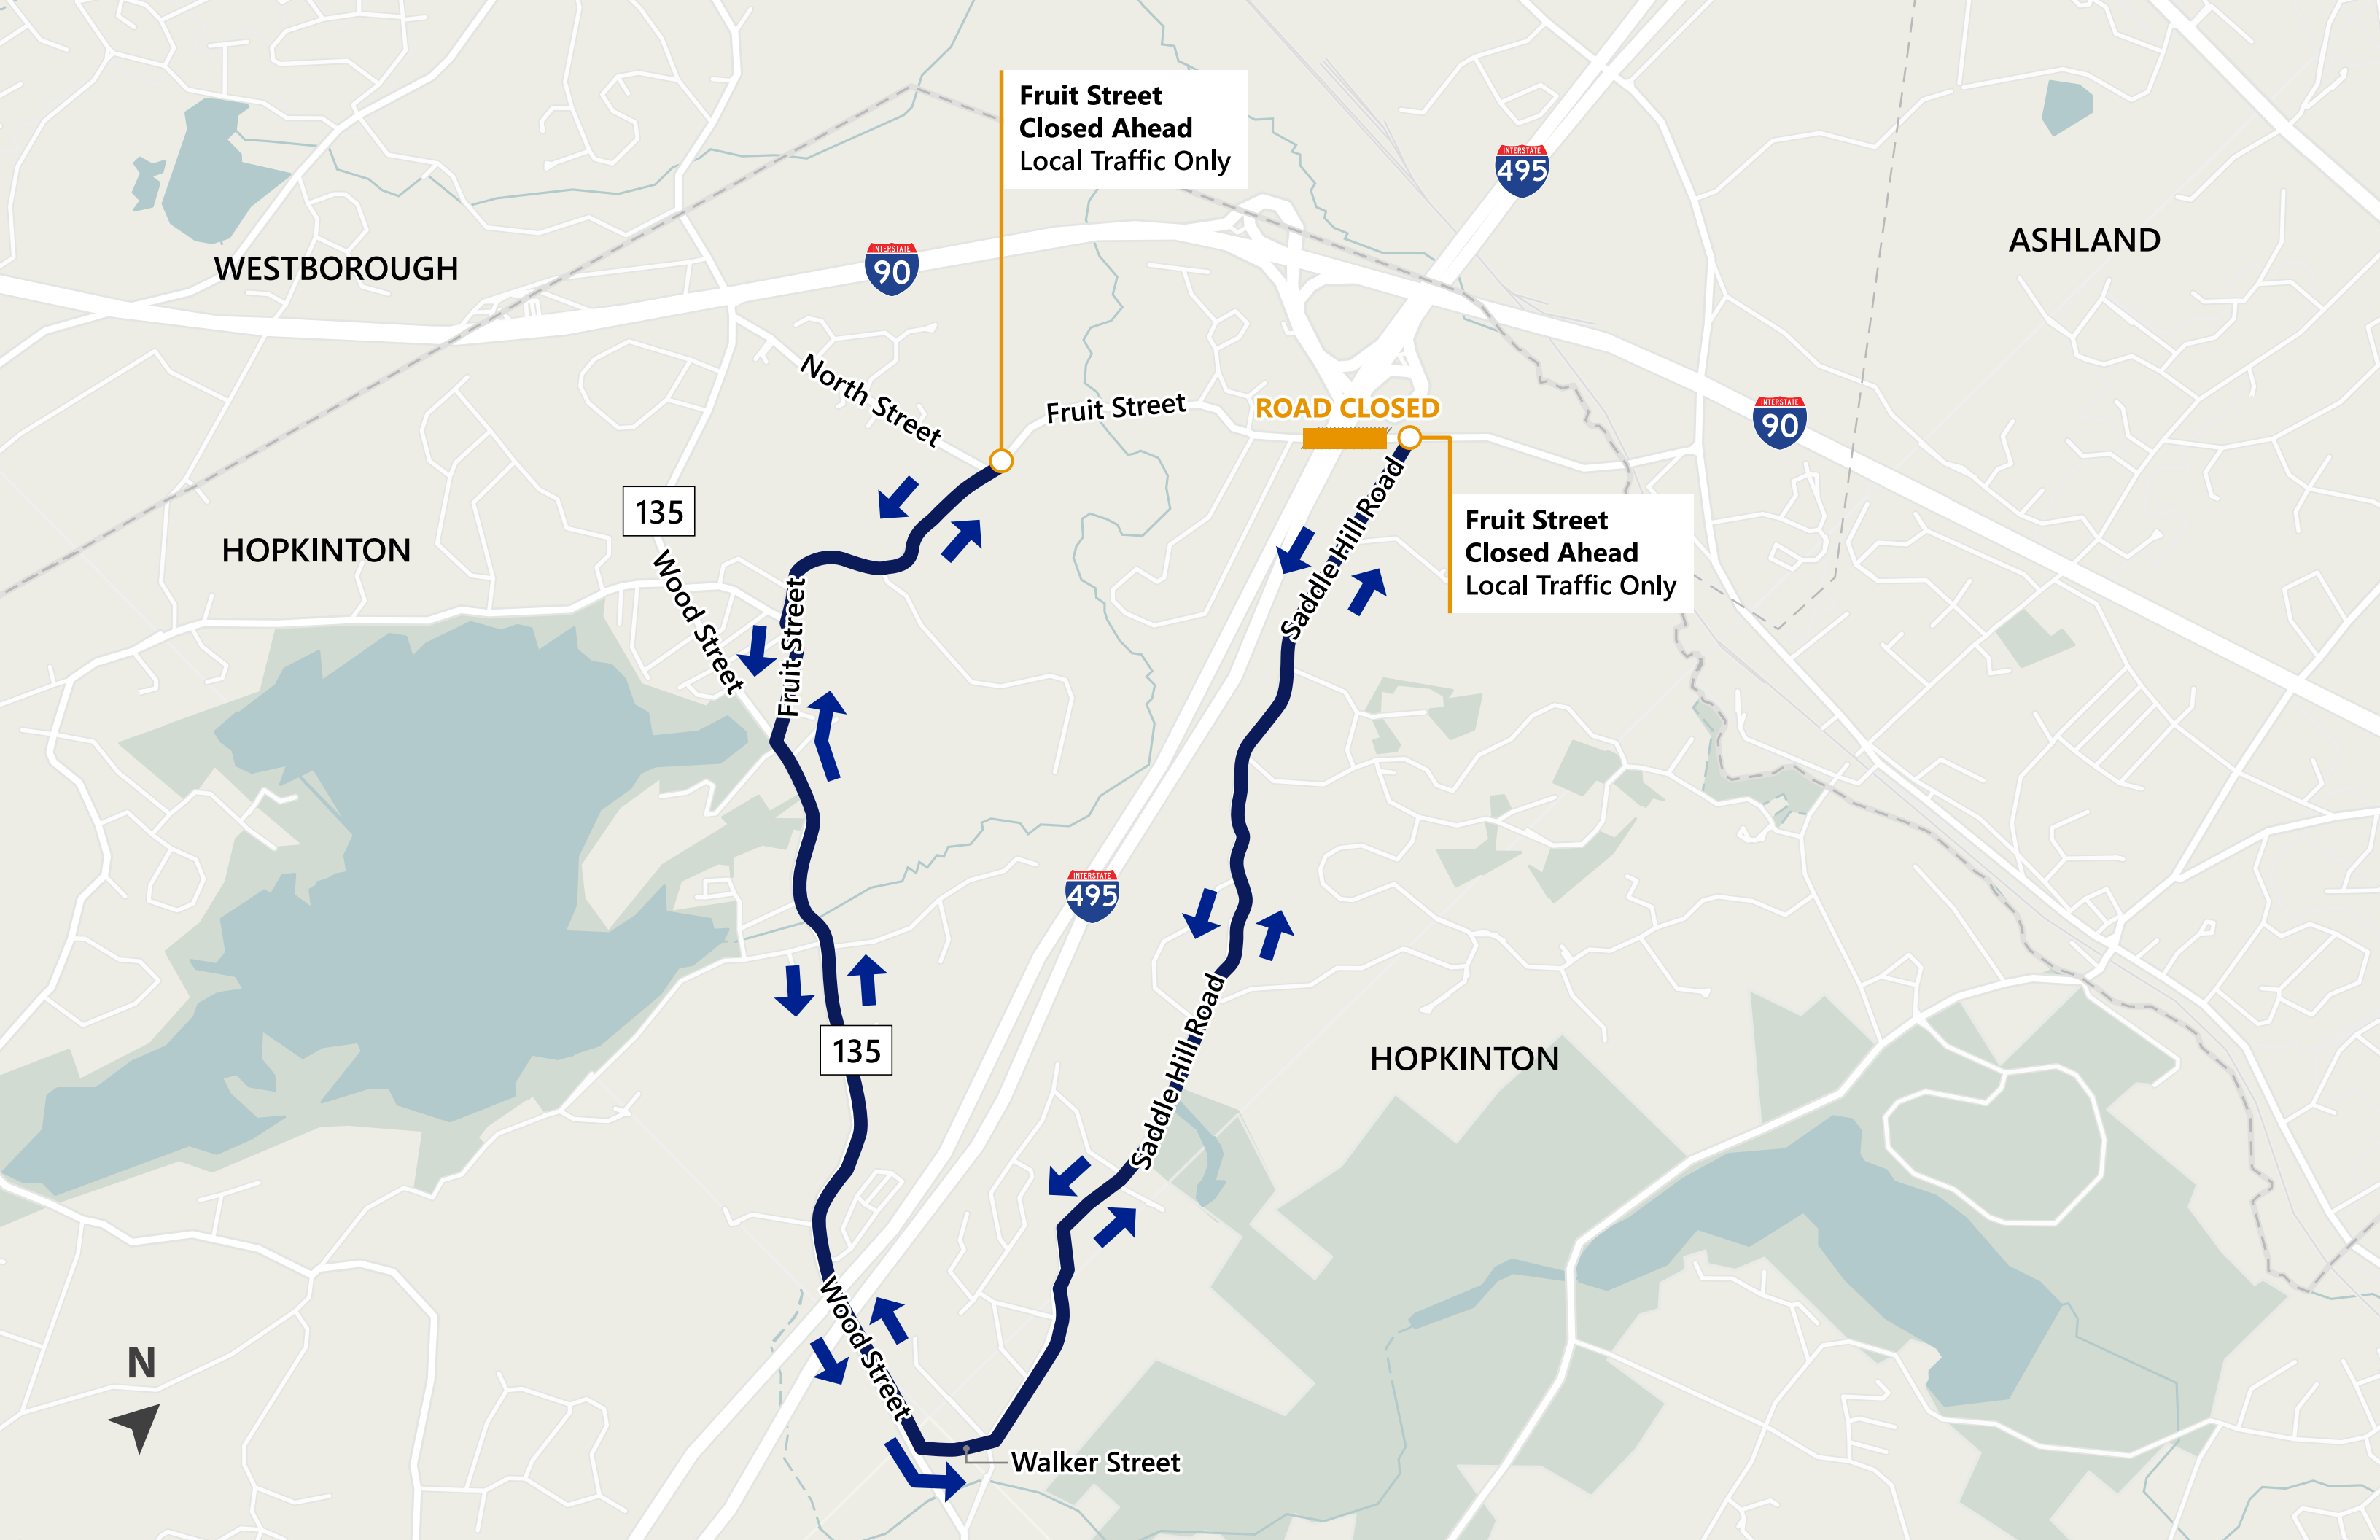 Fruit Street
Closed Ahead
Local Traffic Only
INTERSTATE
495
WESTBOROUGH
INTERSTATE
90
ASHLAND
North Street
Fruit Street
ROAD CLOSED
INTERSTATE
90
135
HOPKINTON
Wood Street
Fruit Street
Saddle Hill Road
Fruit Street
Closed Ahead
Local Traffic Only
INTERSTATE
495
135
Saddle Hill Road
HOPKINTON
Wood Street
N
Walker Street